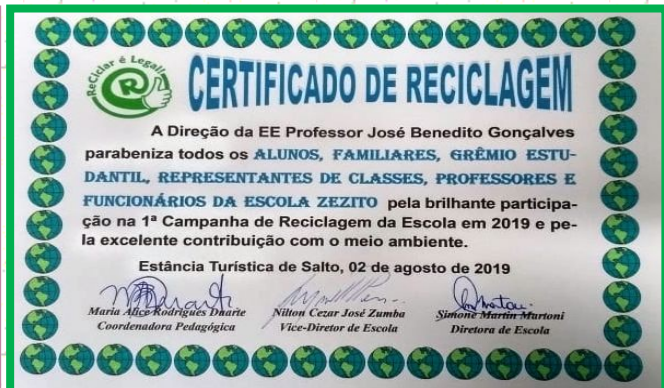 ReCiclar é Legal!
CERTIFICADO DE RECICLAGEM
A Direção da EE Professor José Benedito Gonçalves
parabeniza todos os ALUNOS, FAMILIARES, GRÊMIO ESTU-
DANTIL, REPRESENTANTES DE CLASSES, PROFESSORES E
FUNCIONÁRIOS DA ESCOLA ZEZITO pela brilhante participa-
ção na 1ª Campanha de Reciclagem da Escola em 2019 e pe-
la excelente contribuição com o meio ambiente.
Estância Turística de Salto, 02 de agosto de 2019
Maria Alice Rodrigues Duarte
Coordenadora Pedagógica
Nilton Cezar José Zumba
Vice-Diretor de Escola
Simone Martin Martoni
Diretora de Escola